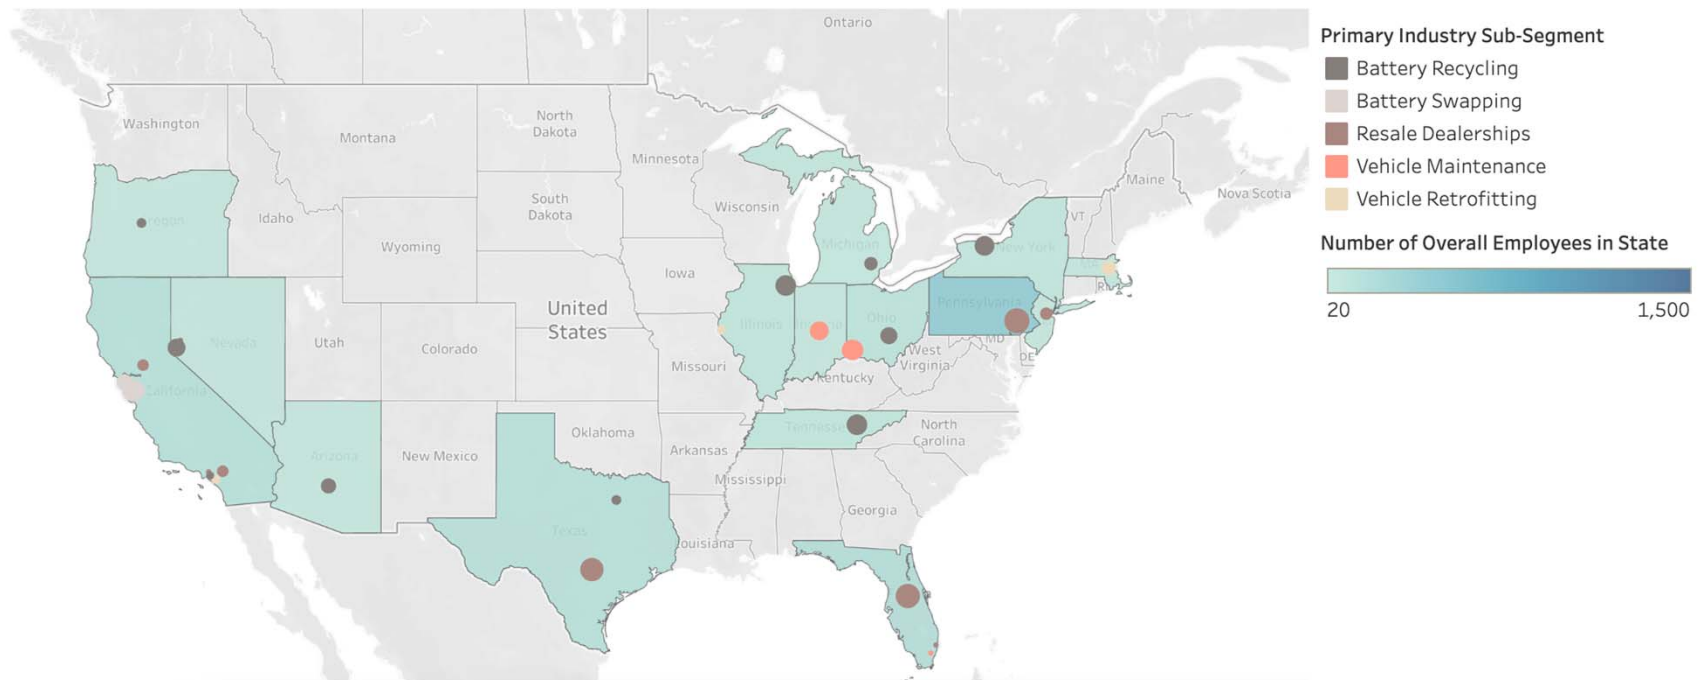 Ontario
Primary Industry Sub-Segment
Battery Recycling
Battery Swapping
Resale Dealerships
Vehicle Maintenance
Vehicle Retrofitting
Number of Overall Employees in State
20
1,500
Washington
Montana
North
Dakota
Minnesota
Maine
Nova Scotia
VT
Oregon
Idaho
South
Dakota
Wisconsin
Wyoming
Michigan
New York
Iowa
RI
United
States
Illinois
Ohio
Pennsylvania
Nevada
Utah
Colorado
MD
DE
West
Virginia
Missouri
Kentucky
California
Tennessee
North
Carolina
Oklahoma
Arkansas
Arizona
New Mexico
Mississippi
Georgia
Texas
Louisiana